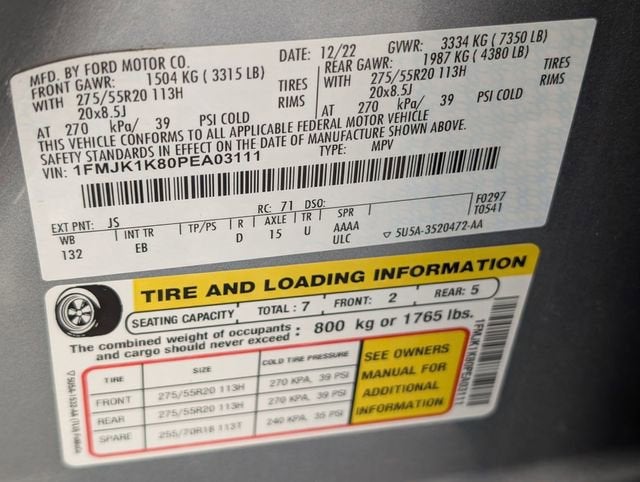 MFD. BY FORD MOTOR CO. DATE: 12/22 GVWR: 3334 KG ( 7350 LB)
FRONT GAWR: 1504 KG ( 3315 LB) REAR GAWR: 1987 KG ( 4380 LB)
WITH 275/55R20 113H TIRES WITH 275/55R20 113H TIRES
20x8.5J RIMS 20x8.5J RIMS
AT 270 kPa/ 39 PSI COLD AT 270 kPa/ 39 PSI COLD
THIS VEHICLE CONFORMS TO ALL APPLICABLE FEDERAL MOTOR VEHICLE
SAFETY STANDARDS IN EFFECT ON THE DATE OF MANUFACTURE SHOWN ABOVE.
VIN: 1FMJK1K80PEA03111 TYPE: MPV
EXT PNT: JS RC: 71 DSO: F0297
WB INT TR TP/PS R AXLE TR SPR T0541
132 EB D 15 U AAAA
ULC ▽ 5U5A-3520472-AA
TIRE AND LOADING INFORMATION
SEATING CAPACITY TOTAL : 7 FRONT: 2 REAR: 5
The combined weight of occupants
and cargo should never exceed : 800 kg or 1765 lbs.
TIRE SIZE COLD TIRE PRESSURE
FRONT 275/55R20 113H 270 KPA, 39 PSI
REAR 275/55R20 113H 270 KPA, 39 PSI
SPARE 255/70R18 113T 240 KPA, 35 PSI
SEE OWNERS
MANUAL FOR
ADDITIONAL
INFORMATION
1FMJK1K80PEA03111